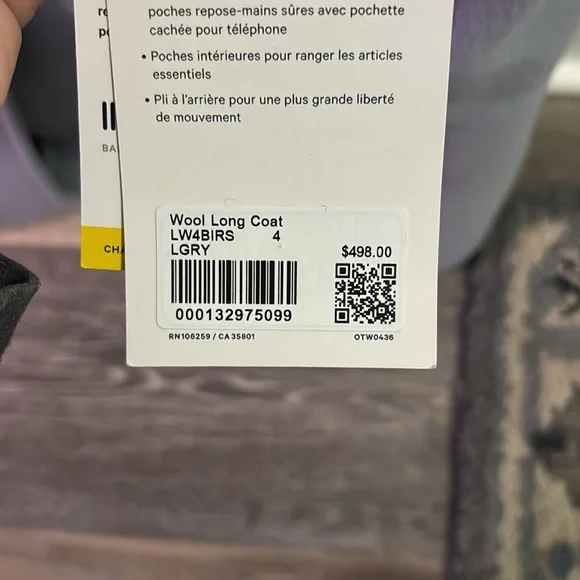 poches repose-mains sûres avec pochette
cachée pour téléphone
• Poches intérieures pour ranger les articles
essentiels
• Pli à l'arrière pour une plus grande liberté
de mouvement
Wool Long Coat
LW4BIRS 4
LGRY $498.00
000132975099
RN106259 / CA35801 OTW0436